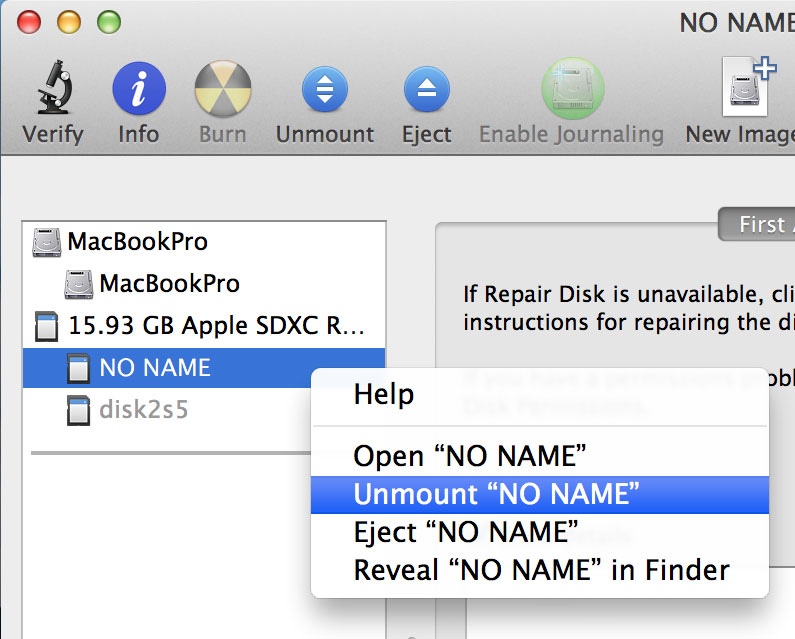 NO NAME
Verify
Info
Burn
Unmount
Eject
Enable Journaling
New Image
MacBookPro
MacBookPro
15.93 GB Apple SDXC R...
NO NAME
disk2s5
First
If Repair Disk is unavailable, cli
instructions for repairing the di
Help
Open “NO NAME”
Unmount “NO NAME”
Eject “NO NAME”
Reveal “NO NAME” in Finder